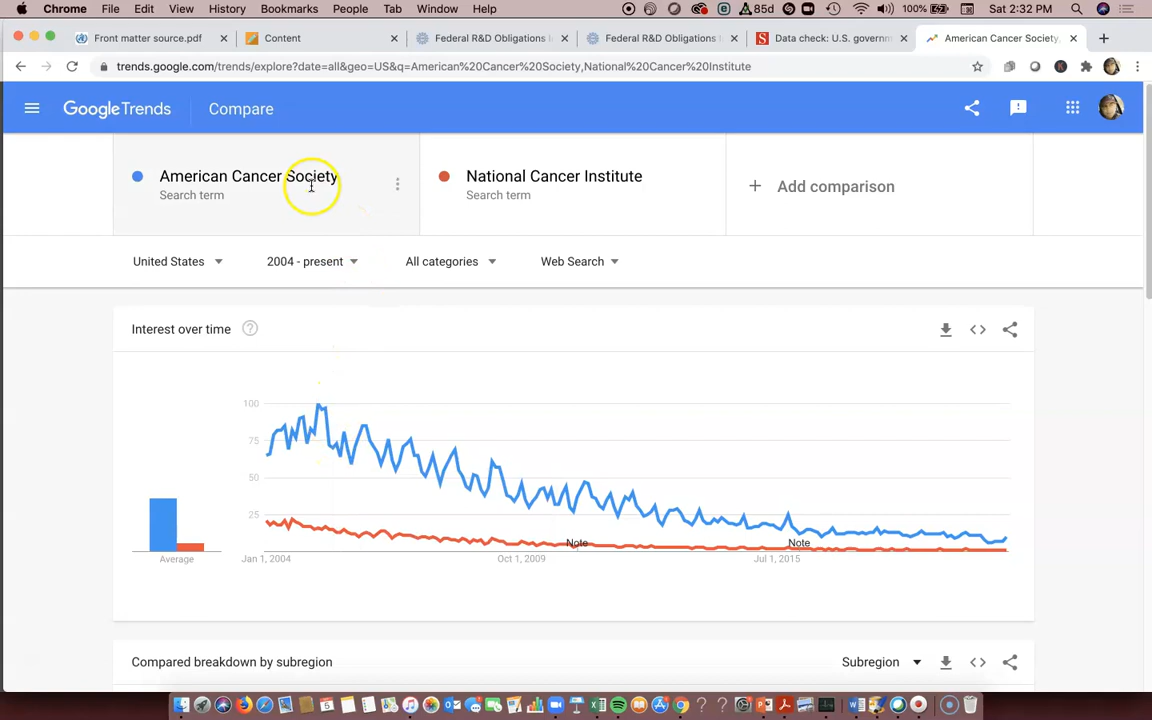 Chrome File Edit View History Bookmarks People Tab Window Help 85d 100% Sat 2:32 PM
Front matter source.pdf Content Federal R&D Obligations Federal R&D Obligations Data check: U.S. governm American Cancer Society,
trends.google.com/trends/explore?date=all&geo=US&q=American%20Cancer%20Society,National%20Cancer%20Institute
GoogleTrends Compare
American Cancer Society National Cancer Institute
Search term Search term
+ Add comparison
United States 2004 - present All categories Web Search
Interest over time
100
75
50
25
Note Note
Average Jan 1, 2004 Oct 1, 2009 Jul 1, 2015
Compared breakdown by subregion Subregion